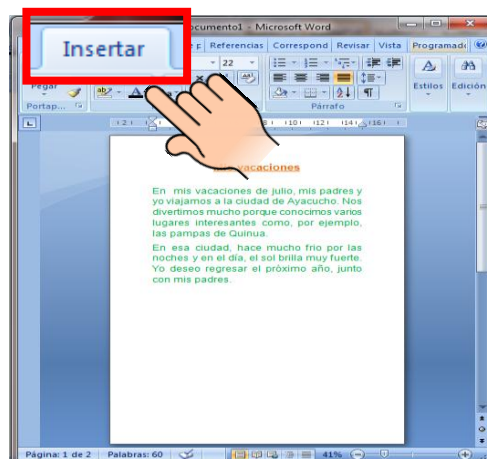 Documento1 - Microsoft Word
Insertar
Referencias Correspond Revisar Vista Programad
Pegar
22
Estilos Edición
Portap...
Párrafo
vacaciones
En mis vacaciones de julio, mis padres y
yo viajamos a la ciudad de Ayacucho. Nos
divertimos mucho porque conocimos varios
lugares interesantes como, por ejemplo,
las pampas de Quinua.
En esa ciudad, hace mucho frio por las
noches y en el día, el sol brilla muy fuerte.
Yo deseo regresar el pròximo año, junto
con mis padres.
Página: 1 de 2 Palabras: 60 41%